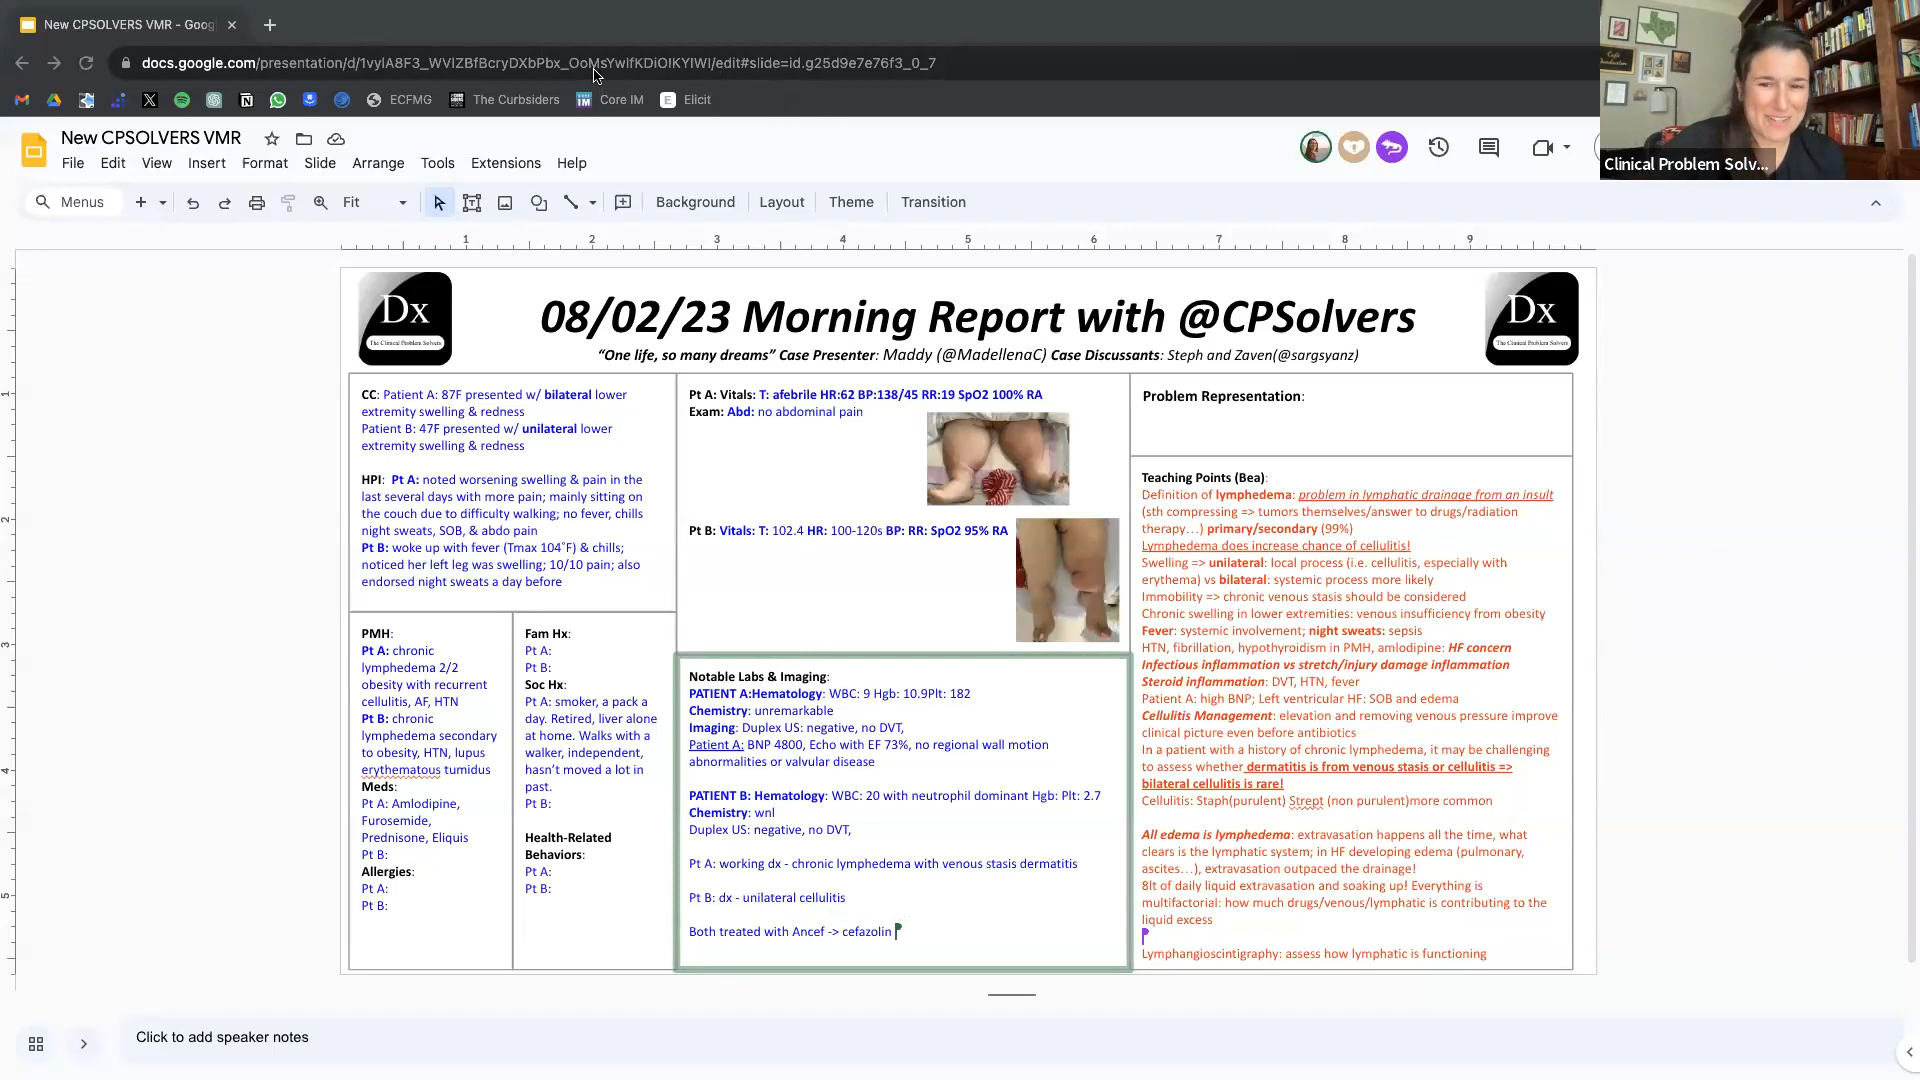 New CPSOLVERS VMR - Goog
docs.google.com/presentation/d/1vylA8F3_WVlZBfBcryDXbPbx_OoMsYwlfKDiOIKYIWI/edit#slide=id.g25d9e7e76f3_0_7
ECFMG
The Curbsiders
Core IM
Elicit
New CPSOLVERS VMR
File Edit View Insert Format Slide Arrange Tools Extensions Help
Clinical Problem Solv...
Menus
Fit
Background
Layout
Theme
Transition
1 2 3 4 5 6 7 8 9
1
2
3
4
5
Dx
The Clinical Problem Solvers
08/02/23 Morning Report with @CPSolvers
"One life, so many dreams" Case Presenter: Maddy (@MadellenaC) Case Discussants: Steph and Zaven(@sargsyanz)
Dx
The Clinical Problem Solvers
CC: Patient A: 87F presented w/ bilateral lower
extremity swelling & redness
Patient B: 47F presented w/ unilateral lower
extremity swelling & redness
HPI: Pt A: noted worsening swelling & pain in the
last several days with more pain; mainly sitting on
the couch due to difficulty walking; no fever, chills
night sweats, SOB, & abdo pain
Pt B: woke up with fever (Tmax 104˚F) & chills;
noticed her left leg was swelling; 10/10 pain; also
endorsed night sweats a day before
PMH:
Pt A: chronic
lymphedema 2/2
obesity with recurrent
cellulitis, AF, HTN
Pt B: chronic
lymphedema secondary
to obesity, HTN, lupus
erythematous tumidus
Meds:
Pt A: Amlodipine,
Furosemide,
Prednisone, Eliquis
Pt B:
Allergies:
Pt A:
Pt B:
Fam Hx:
Pt A:
Pt B:
Soc Hx:
Pt A: smoker, a pack a
day. Retired, liver alone
at home. Walks with a
walker, independent,
hasn't moved a lot in
past.
Pt B:
Health-Related
Behaviors:
Pt A:
Pt B:
Pt A: Vitals: T: afebrile HR:62 BP:138/45 RR:19 SpO2 100% RA
Exam: Abd: no abdominal pain
Pt B: Vitals: T: 102.4 HR: 100-120s BP: RR: SpO2 95% RA
Notable Labs & Imaging:
PATIENT A:Hematology: WBC: 9 Hgb: 10.9Plt: 182
Chemistry: unremarkable
Imaging: Duplex US: negative, no DVT,
Patient A: BNP 4800, Echo with EF 73%, no regional wall motion
abnormalities or valvular disease
PATIENT B: Hematology: WBC: 20 with neutrophil dominant Hgb: Plt: 2.7
Chemistry: wnl
Duplex US: negative, no DVT,
Pt A: working dx - chronic lymphedema with venous stasis dermatitis
Pt B: dx - unilateral cellulitis
Both treated with Ancef -> cefazolin
Problem Representation:
Teaching Points (Bea):
Definition of lymphedema: problem in lymphatic drainage from an insult
(sth compressing => tumors themselves/answer to drugs/radiation
therapy…) primary/secondary (99%)
Lymphedema does increase chance of cellulitis!
Swelling => unilateral: local process (i.e. cellulitis, especially with
erythema) vs bilateral: systemic process more likely
Immobility => chronic venous stasis should be considered
Chronic swelling in lower extremities: venous insufficiency from obesity
Fever: systemic involvement; night sweats: sepsis
HTN, fibrillation, hypothyroidism in PMH, amlodipine: HF concern
Infectious inflammation vs stretch/injury damage inflammation
Steroid inflammation: DVT, HTN, fever
Patient A: high BNP; Left ventricular HF: SOB and edema
Cellulitis Management: elevation and removing venous pressure improve
clinical picture even before antibiotics
In a patient with a history of chronic lymphedema, it may be challenging
to assess whether dermatitis is from venous stasis or cellulitis =>
bilateral cellulitis is rare!
Cellulitis: Staph(purulent) Strept (non purulent)more common
All edema is lymphedema: extravasation happens all the time, what
clears is the lymphatic system; in HF developing edema (pulmonary,
ascites…), extravasation outpaced the drainage!
8lt of daily liquid extravasation and soaking up! Everything is
multifactorial: how much drugs/venous/lymphatic is contributing to the
liquid excess
Lymphangioscintigraphy: assess how lymphatic is functioning
Click to add speaker notes